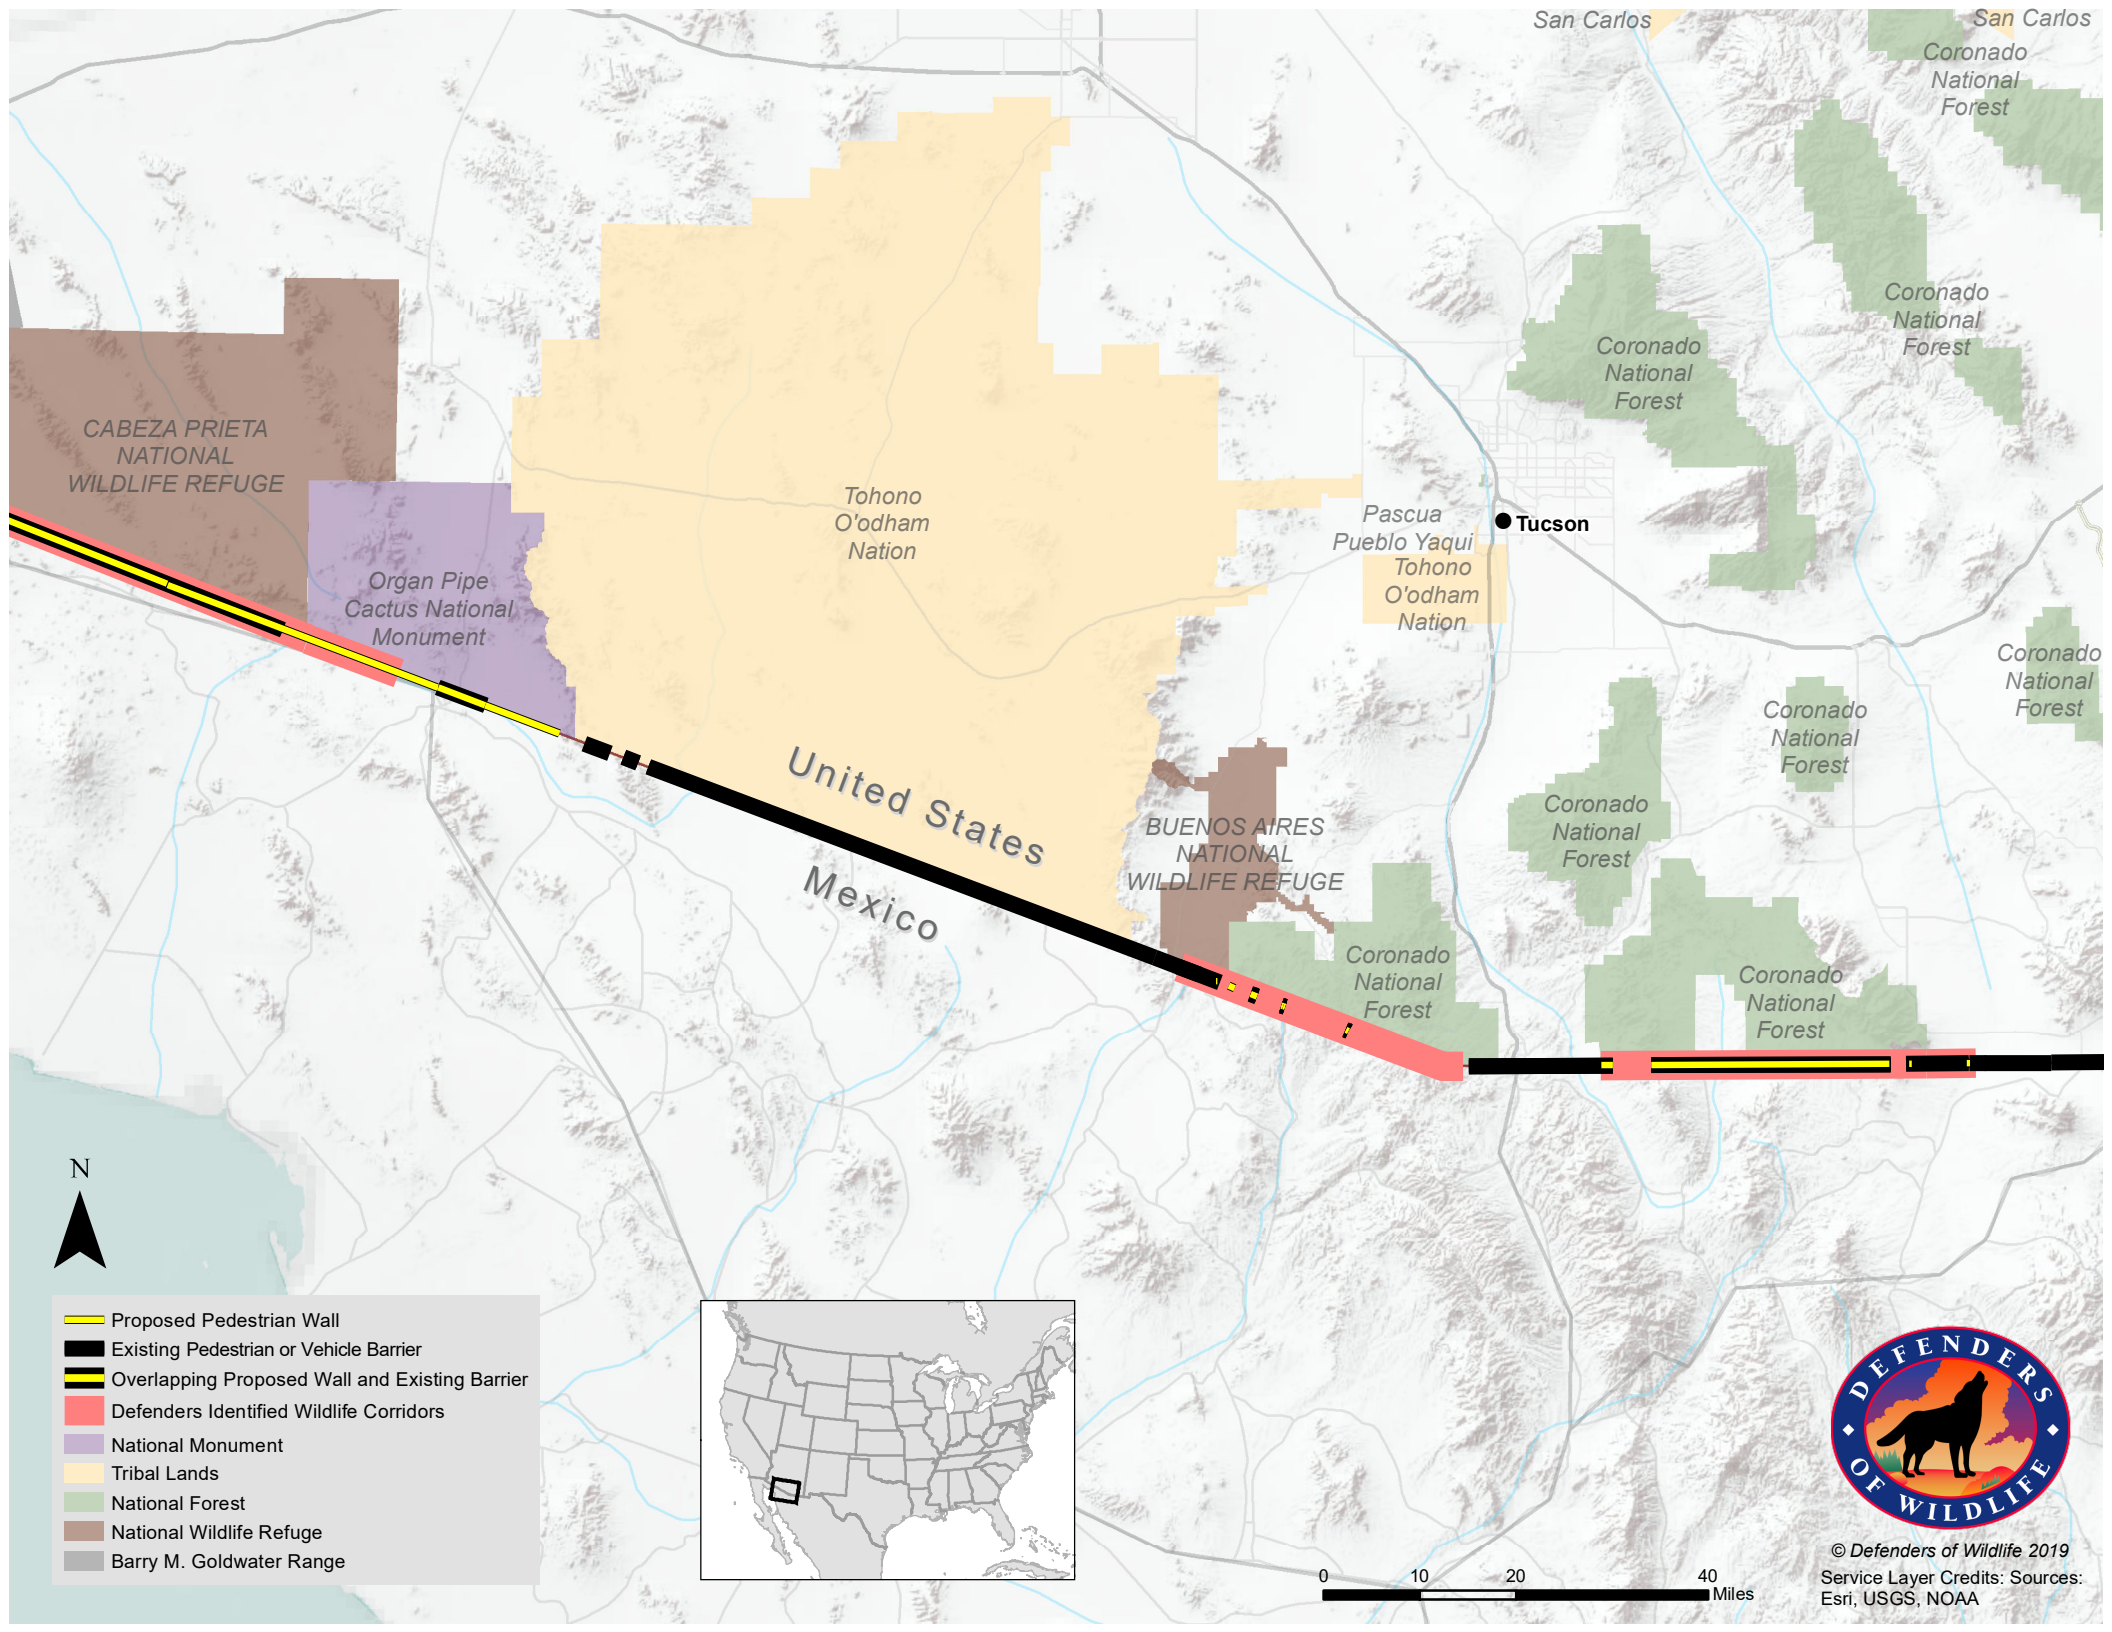 San Carlos
San Carlos
Coronado
National
Forest
Coronado
National
Forest
Coronado
National
Forest
CABEZA PRIETA
NATIONAL
WILDLIFE REFUGE
Tohono
O'odham
Nation
Pascua
Pueblo Yaqui
Tucson
Tohono
O'odham
Nation
Organ Pipe
Cactus National
Monument
Coronado
National
Forest
Coronado
National
Forest
Coronado
National
Forest
United States
Mexico
BUENOS AIRES
NATIONAL
WILDLIFE REFUGE
Coronado
National
Forest
Coronado
National
Forest
N
Proposed Pedestrian Wall
Existing Pedestrian or Vehicle Barrier
Overlapping Proposed Wall and Existing Barrier
Defenders Identified Wildlife Corridors
National Monument
Tribal Lands
National Forest
National Wildlife Refuge
Barry M. Goldwater Range
0 10 20 40
Miles
DEFENDERS
OF WILDLIFE
© Defenders of Wildlife 2019
Service Layer Credits: Sources:
Esri, USGS, NOAA